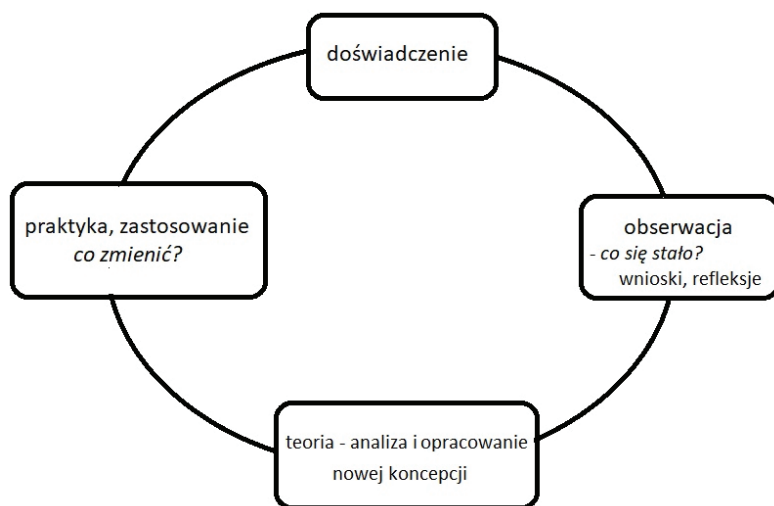 doświadczenie
praktyka, zastosowanie
co zmienić?
obserwacja
- co się stało?
wnioski, refleksje
teoria - analiza i opracowanie
nowej koncepcji